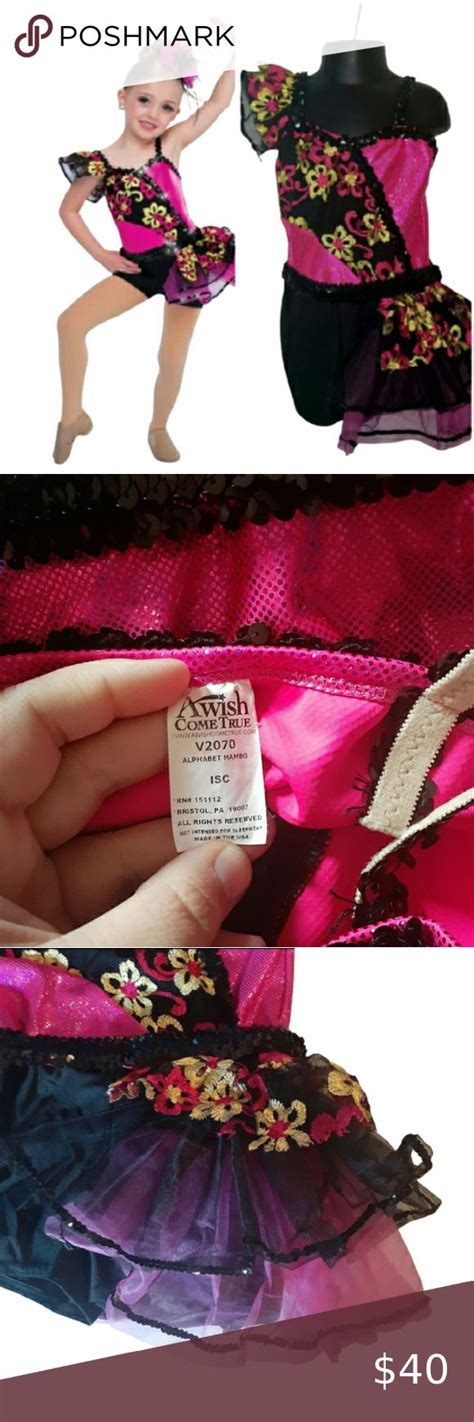 POSHMARK
A Wish
COME TRUE
WWW.AWISHCOMETRUE.COM
V2070
ALPHABET MAMBO
ISC
RN# 151112
BRISTOL, PA 19007
ALL RIGHTS RESERVED
NOT INTENDED FOR SLEEPWEAR
MADE IN THE USA
$40